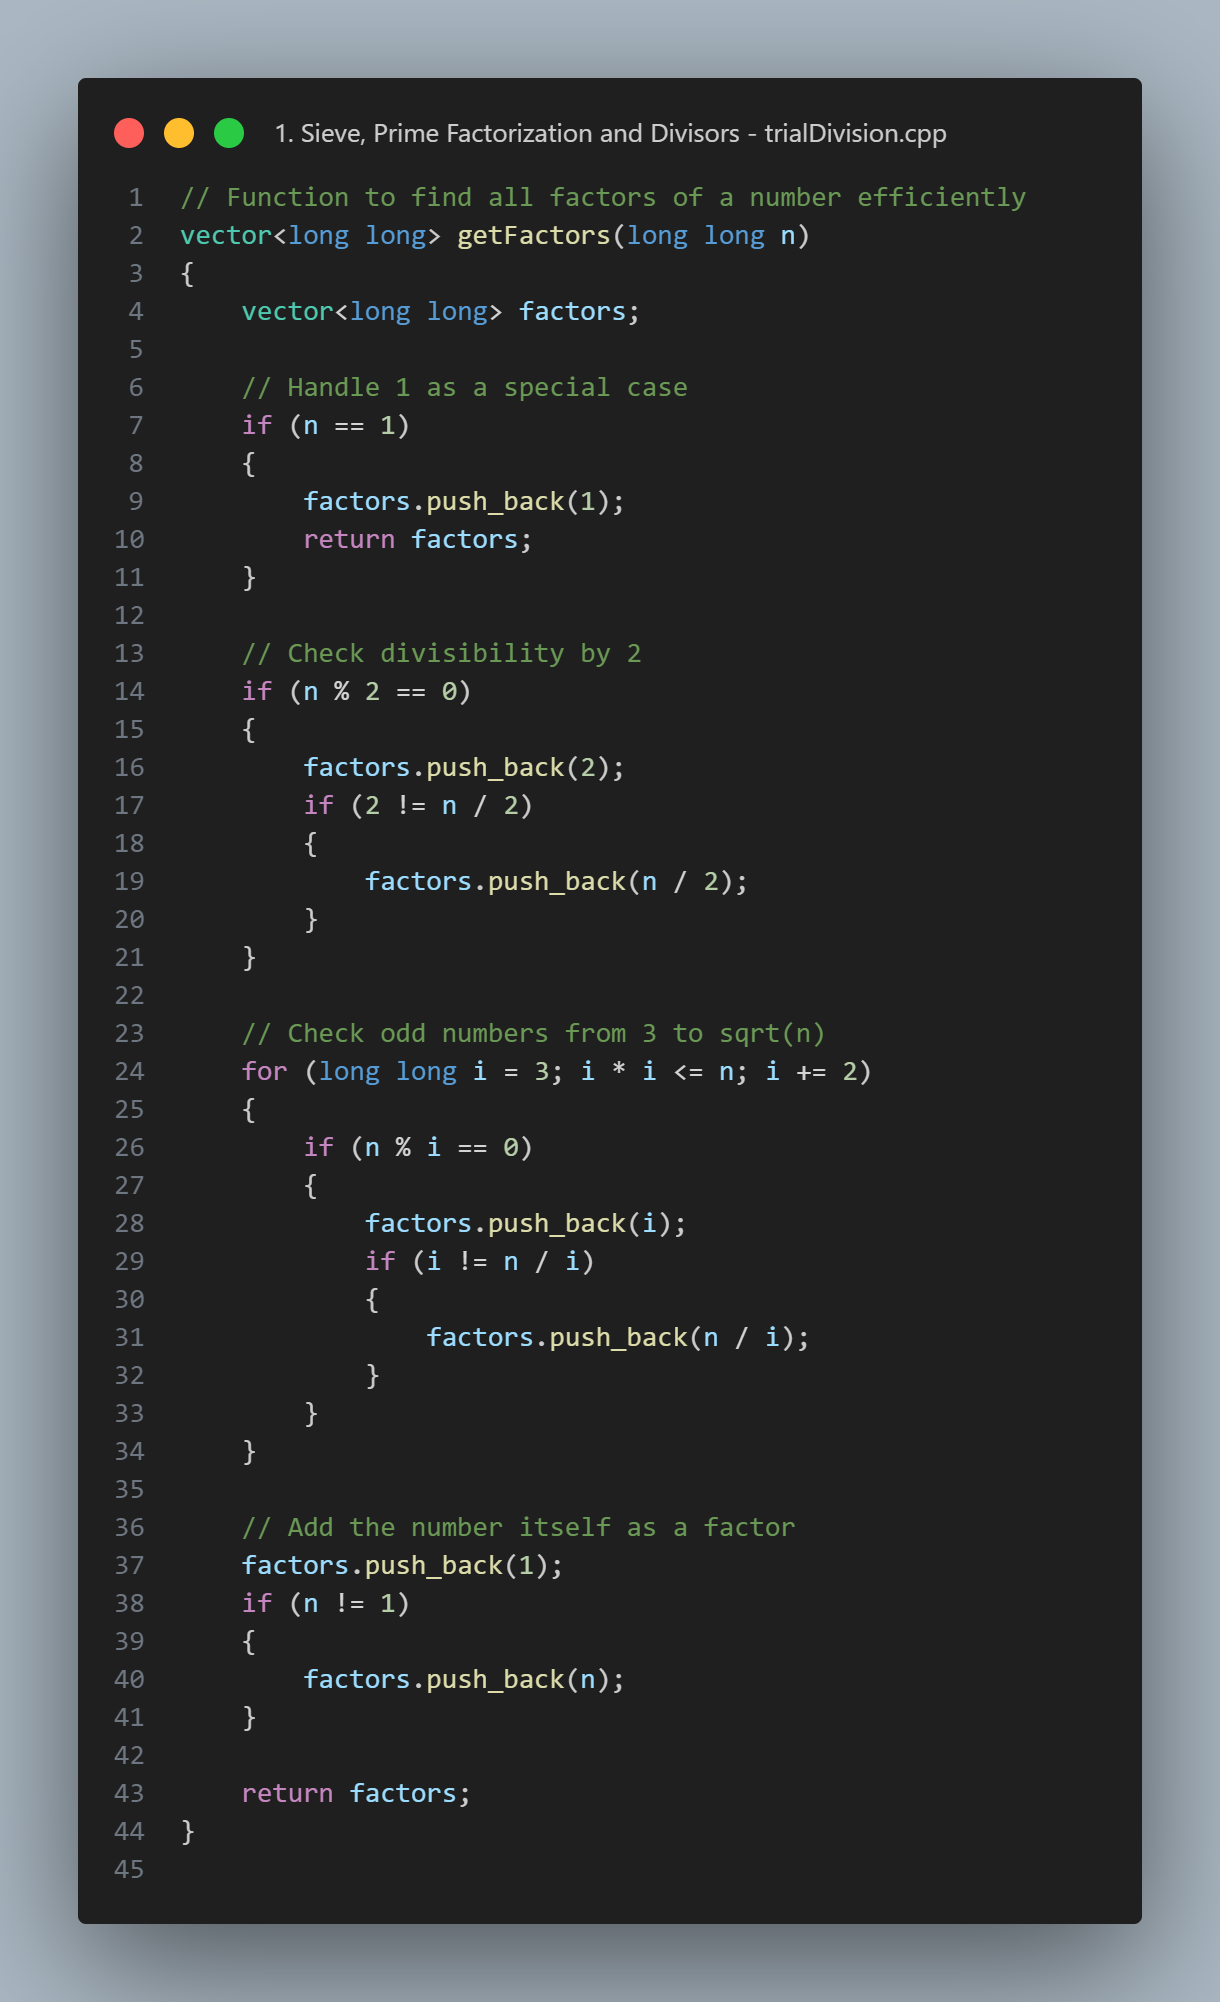 1. Sieve, Prime Factorization and Divisors - trialDivision.cpp
1 // Function to find all factors of a number efficiently
2 vector<long long> getFactors(long long n)
3 {
4     vector<long long> factors;
5
6     // Handle 1 as a special case
7     if (n == 1)
8     {
9         factors.push_back(1);
10         return factors;
11     }
12
13     // Check divisibility by 2
14     if (n % 2 == 0)
15     {
16         factors.push_back(2);
17         if (2 != n / 2)
18         {
19             factors.push_back(n / 2);
20         }
21     }
22
23     // Check odd numbers from 3 to sqrt(n)
24     for (long long i = 3; i * i <= n; i += 2)
25     {
26         if (n % i == 0)
27         {
28             factors.push_back(i);
29             if (i != n / i)
30             {
31                 factors.push_back(n / i);
32             }
33         }
34     }
35
36     // Add the number itself as a factor
37     factors.push_back(1);
38     if (n != 1)
39     {
40         factors.push_back(n);
41     }
42
43     return factors;
44 }
45